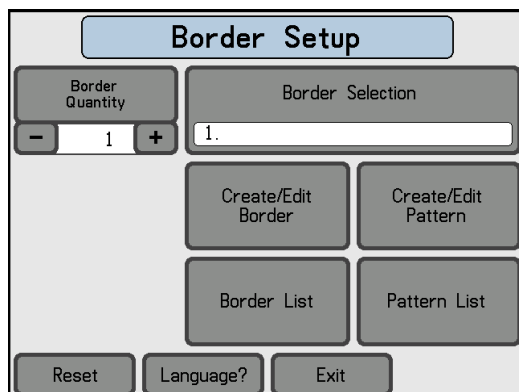 Border Setup
Border
Quantity
Border Selection
− 1 +
1.
Create/Edit
Border
Create/Edit
Pattern
Border List
Pattern List
Reset
Language?
Exit